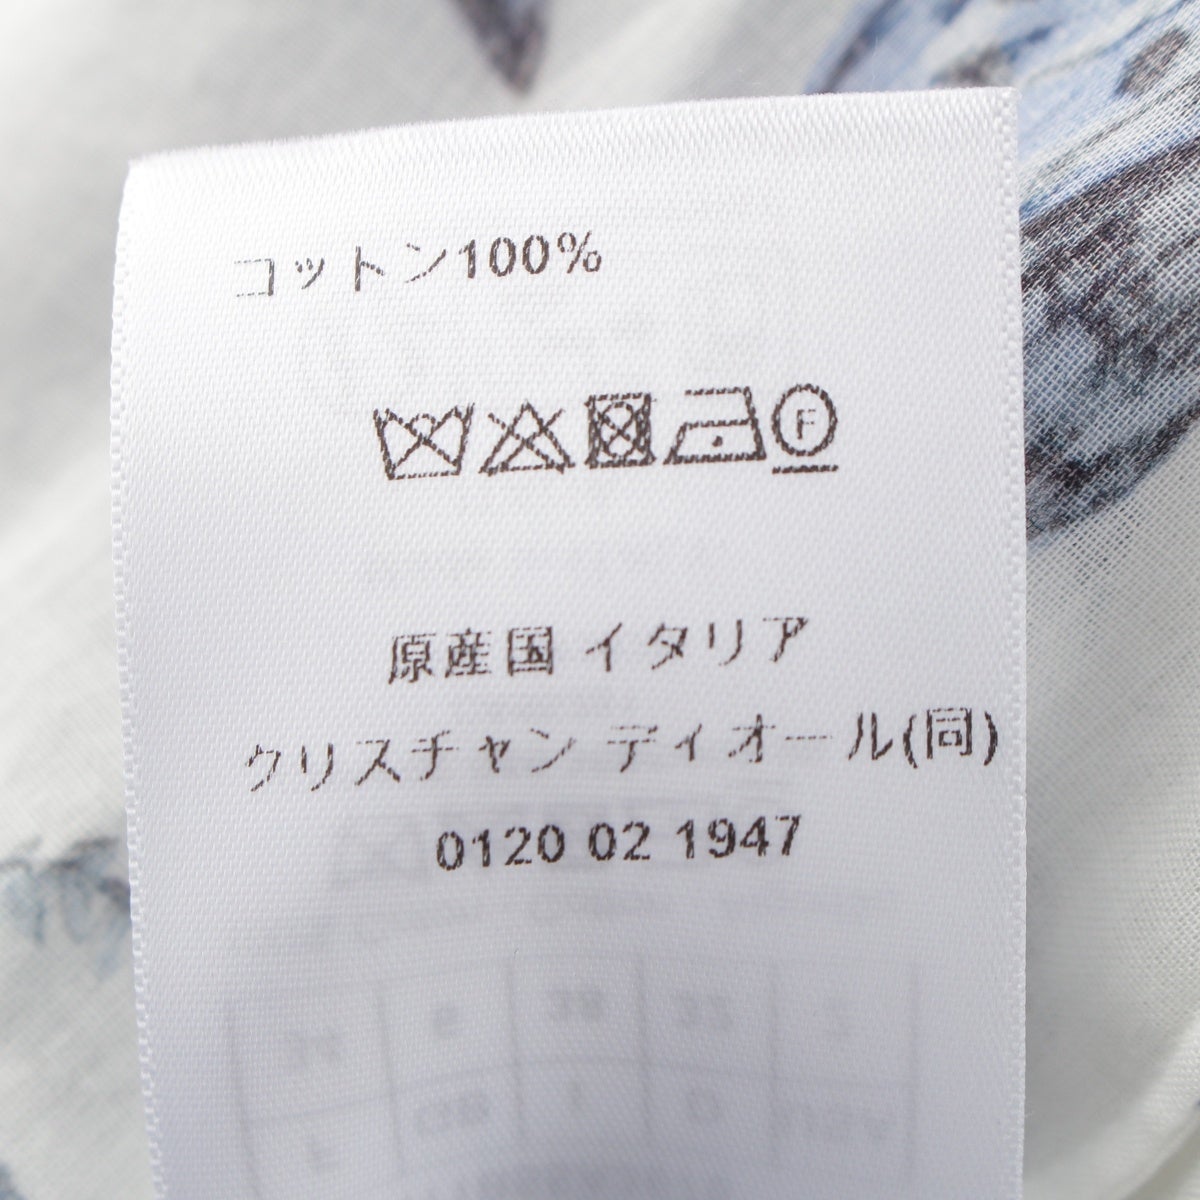 コットン100%
F
原産国 イタリア
クリスチャン ディオール(同)
0120 02 1947